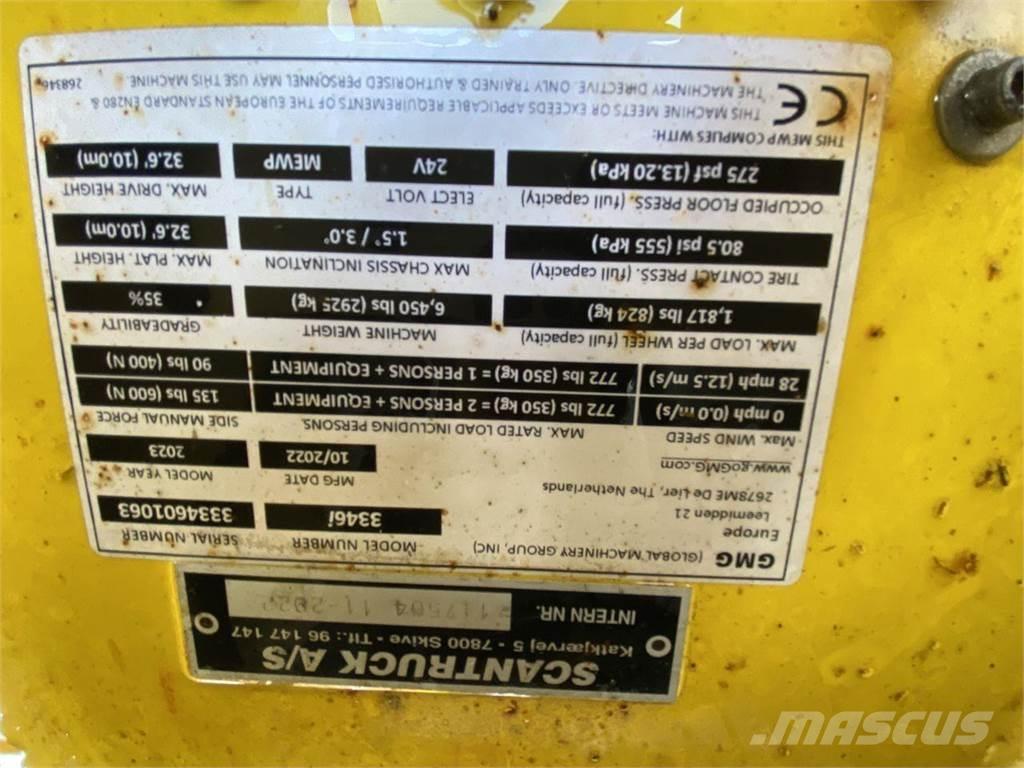 SCANTRUCK A/S
Katkjærvej 5 - 7800 Skive - Tlf.: 96 147 147
INTERN NR. 117504 11-2022
GMG (GLOBAL MACHINERY GROUP, INC)
Europe
Leemidden 21
2678ME De Lier, The Netherlands
www.goGMG.com
MODEL NUMBER SERIAL NUMBER
3346i 3334601063
MFG DATE MODEL YEAR
10/2022 2023
Max. WIND SPEED MAX. RATED LOAD INCLUDING PERSONS SIDE MANUAL FORCE
0 mph (0.0 m/s) 772 lbs (350 kg) = 2 PERSONS + EQUIPMENT 135 lbs (600 N)
28 mph (12.5 m/s) 772 lbs (350 kg) = 1 PERSONS + EQUIPMENT 90 lbs (400 N)
MAX. LOAD PER WHEEL (full capacity) MACHINE WEIGHT GRADEABILITY
1,817 lbs (824 kg) 6,450 lbs (2925 kg) 35%
TIRE CONTACT PRESS. (full capacity) MAX CHASSIS INCLINATION MAX. PLAT. HEIGHT
80.5 psi (555 kPa) 1.5° / 3.0° 32.6' (10.0m)
OCCUPIED FLOOR PRESS. (full capacity) ELECT VOLT TYPE MAX. DRIVE HEIGHT
275 psf (13.20 kPa) 24V MEWP 32.6' (10.0m)
THIS MEWP COMPLIES WITH:
CE THIS MACHINE MEETS OR EXCEEDS APPLICABLE REQUIREMENTS OF THE EUROPEAN STANDARD EN280 &
THE MACHINERY DIRECTIVE. ONLY TRAINED & AUTHORISED PERSONNEL MAY USE THIS MACHINE. 268346
MASCUS